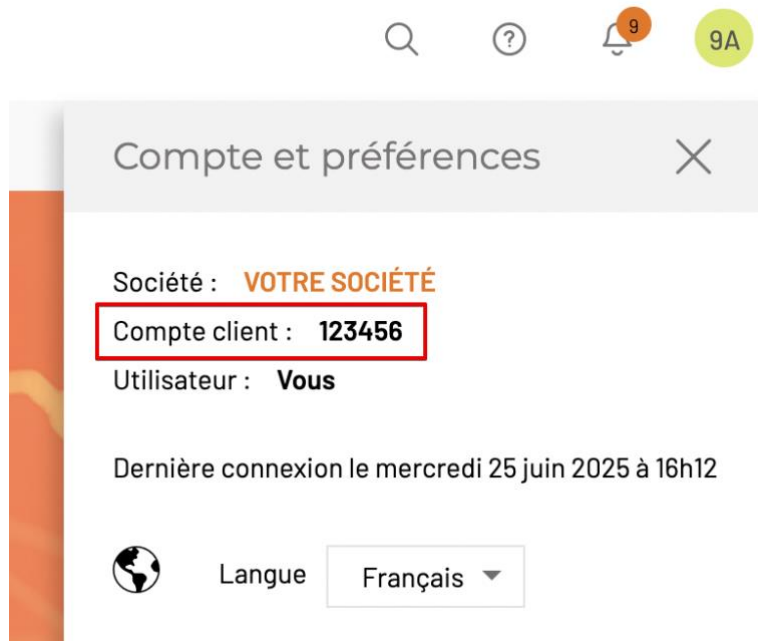 9
9A
Compte et préférences
Société : VOTRE SOCIÉTÉ
Compte client : 123456
Utilisateur : Vous
Dernière connexion le mercredi 25 juin 2025 à 16h12
Langue Français